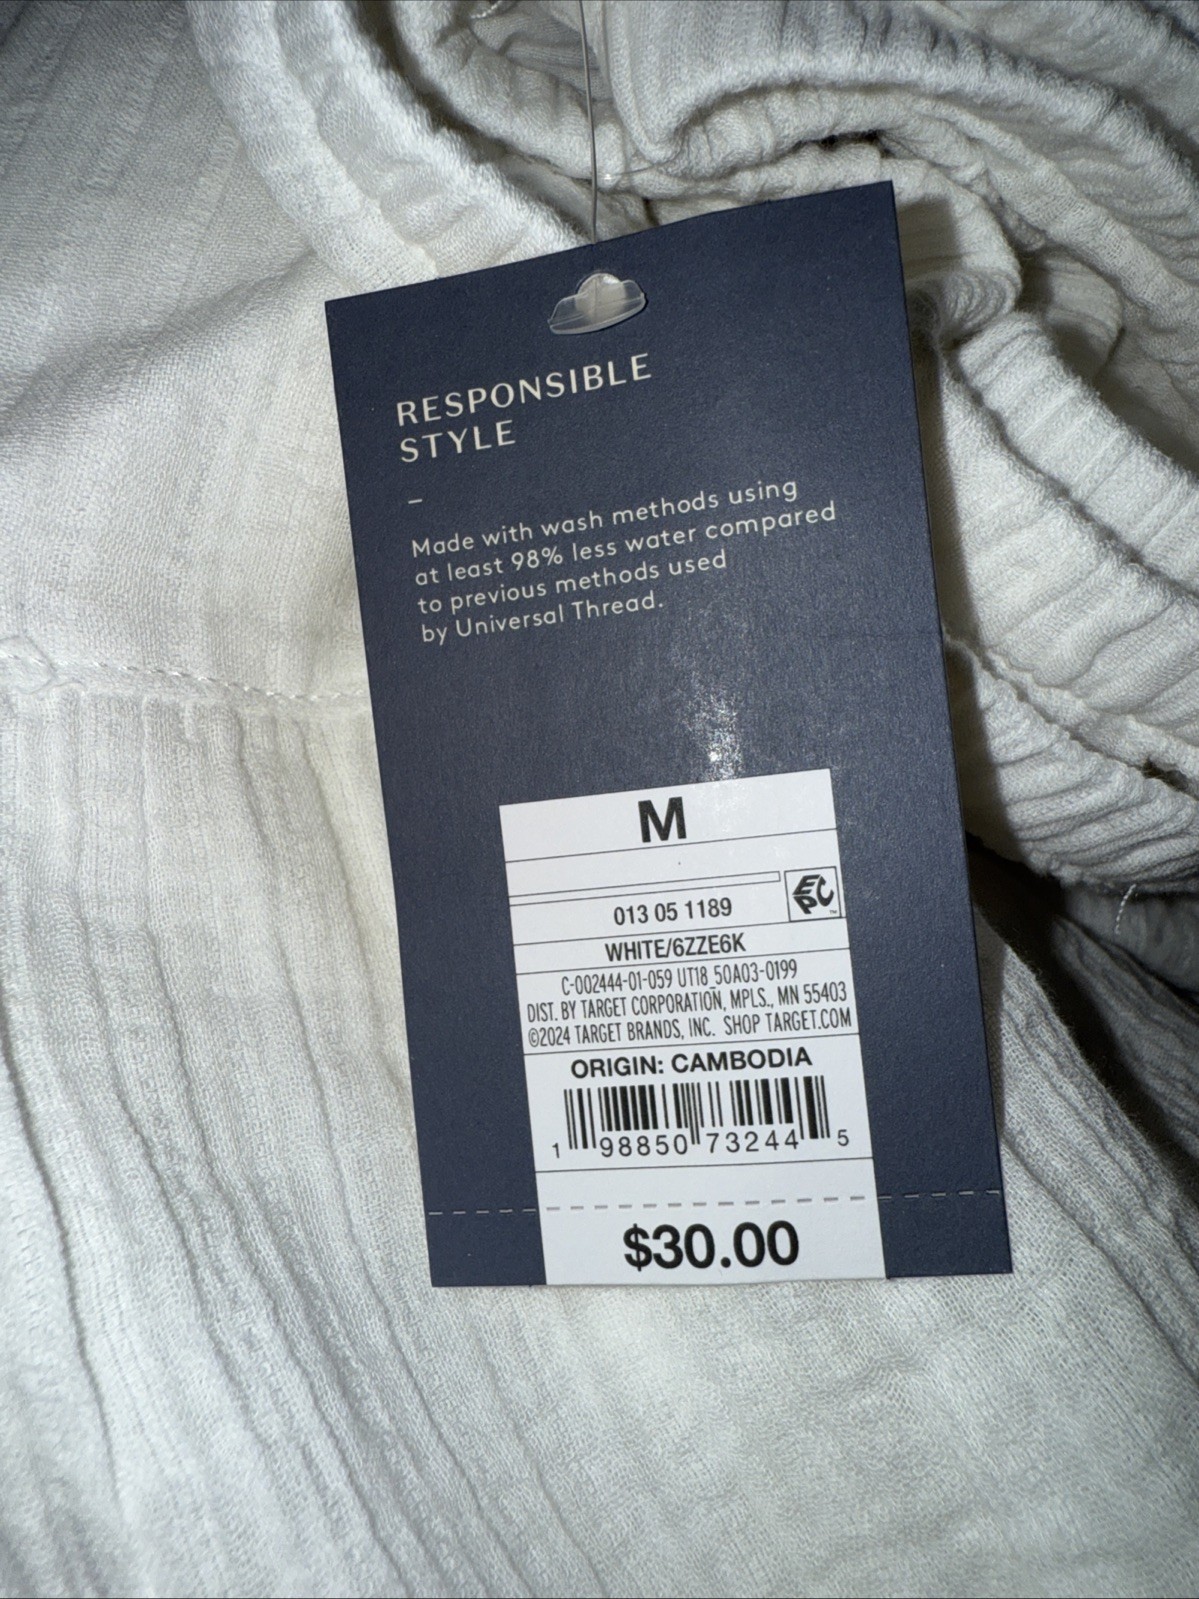 RESPONSIBLE
STYLE
–
Made with wash methods using
at least 98% less water compared
to previous methods used
by Universal Thread.
M
EPC™
013 05 1189
WHITE/6ZZE6K
C-002444-01-059 UT18_50A03-0199
DIST. BY TARGET CORPORATION, MPLS., MN 55403
©2024 TARGET BRANDS, INC. SHOP TARGET.COM
ORIGIN: CAMBODIA
1 98850 73244 5
$30.00